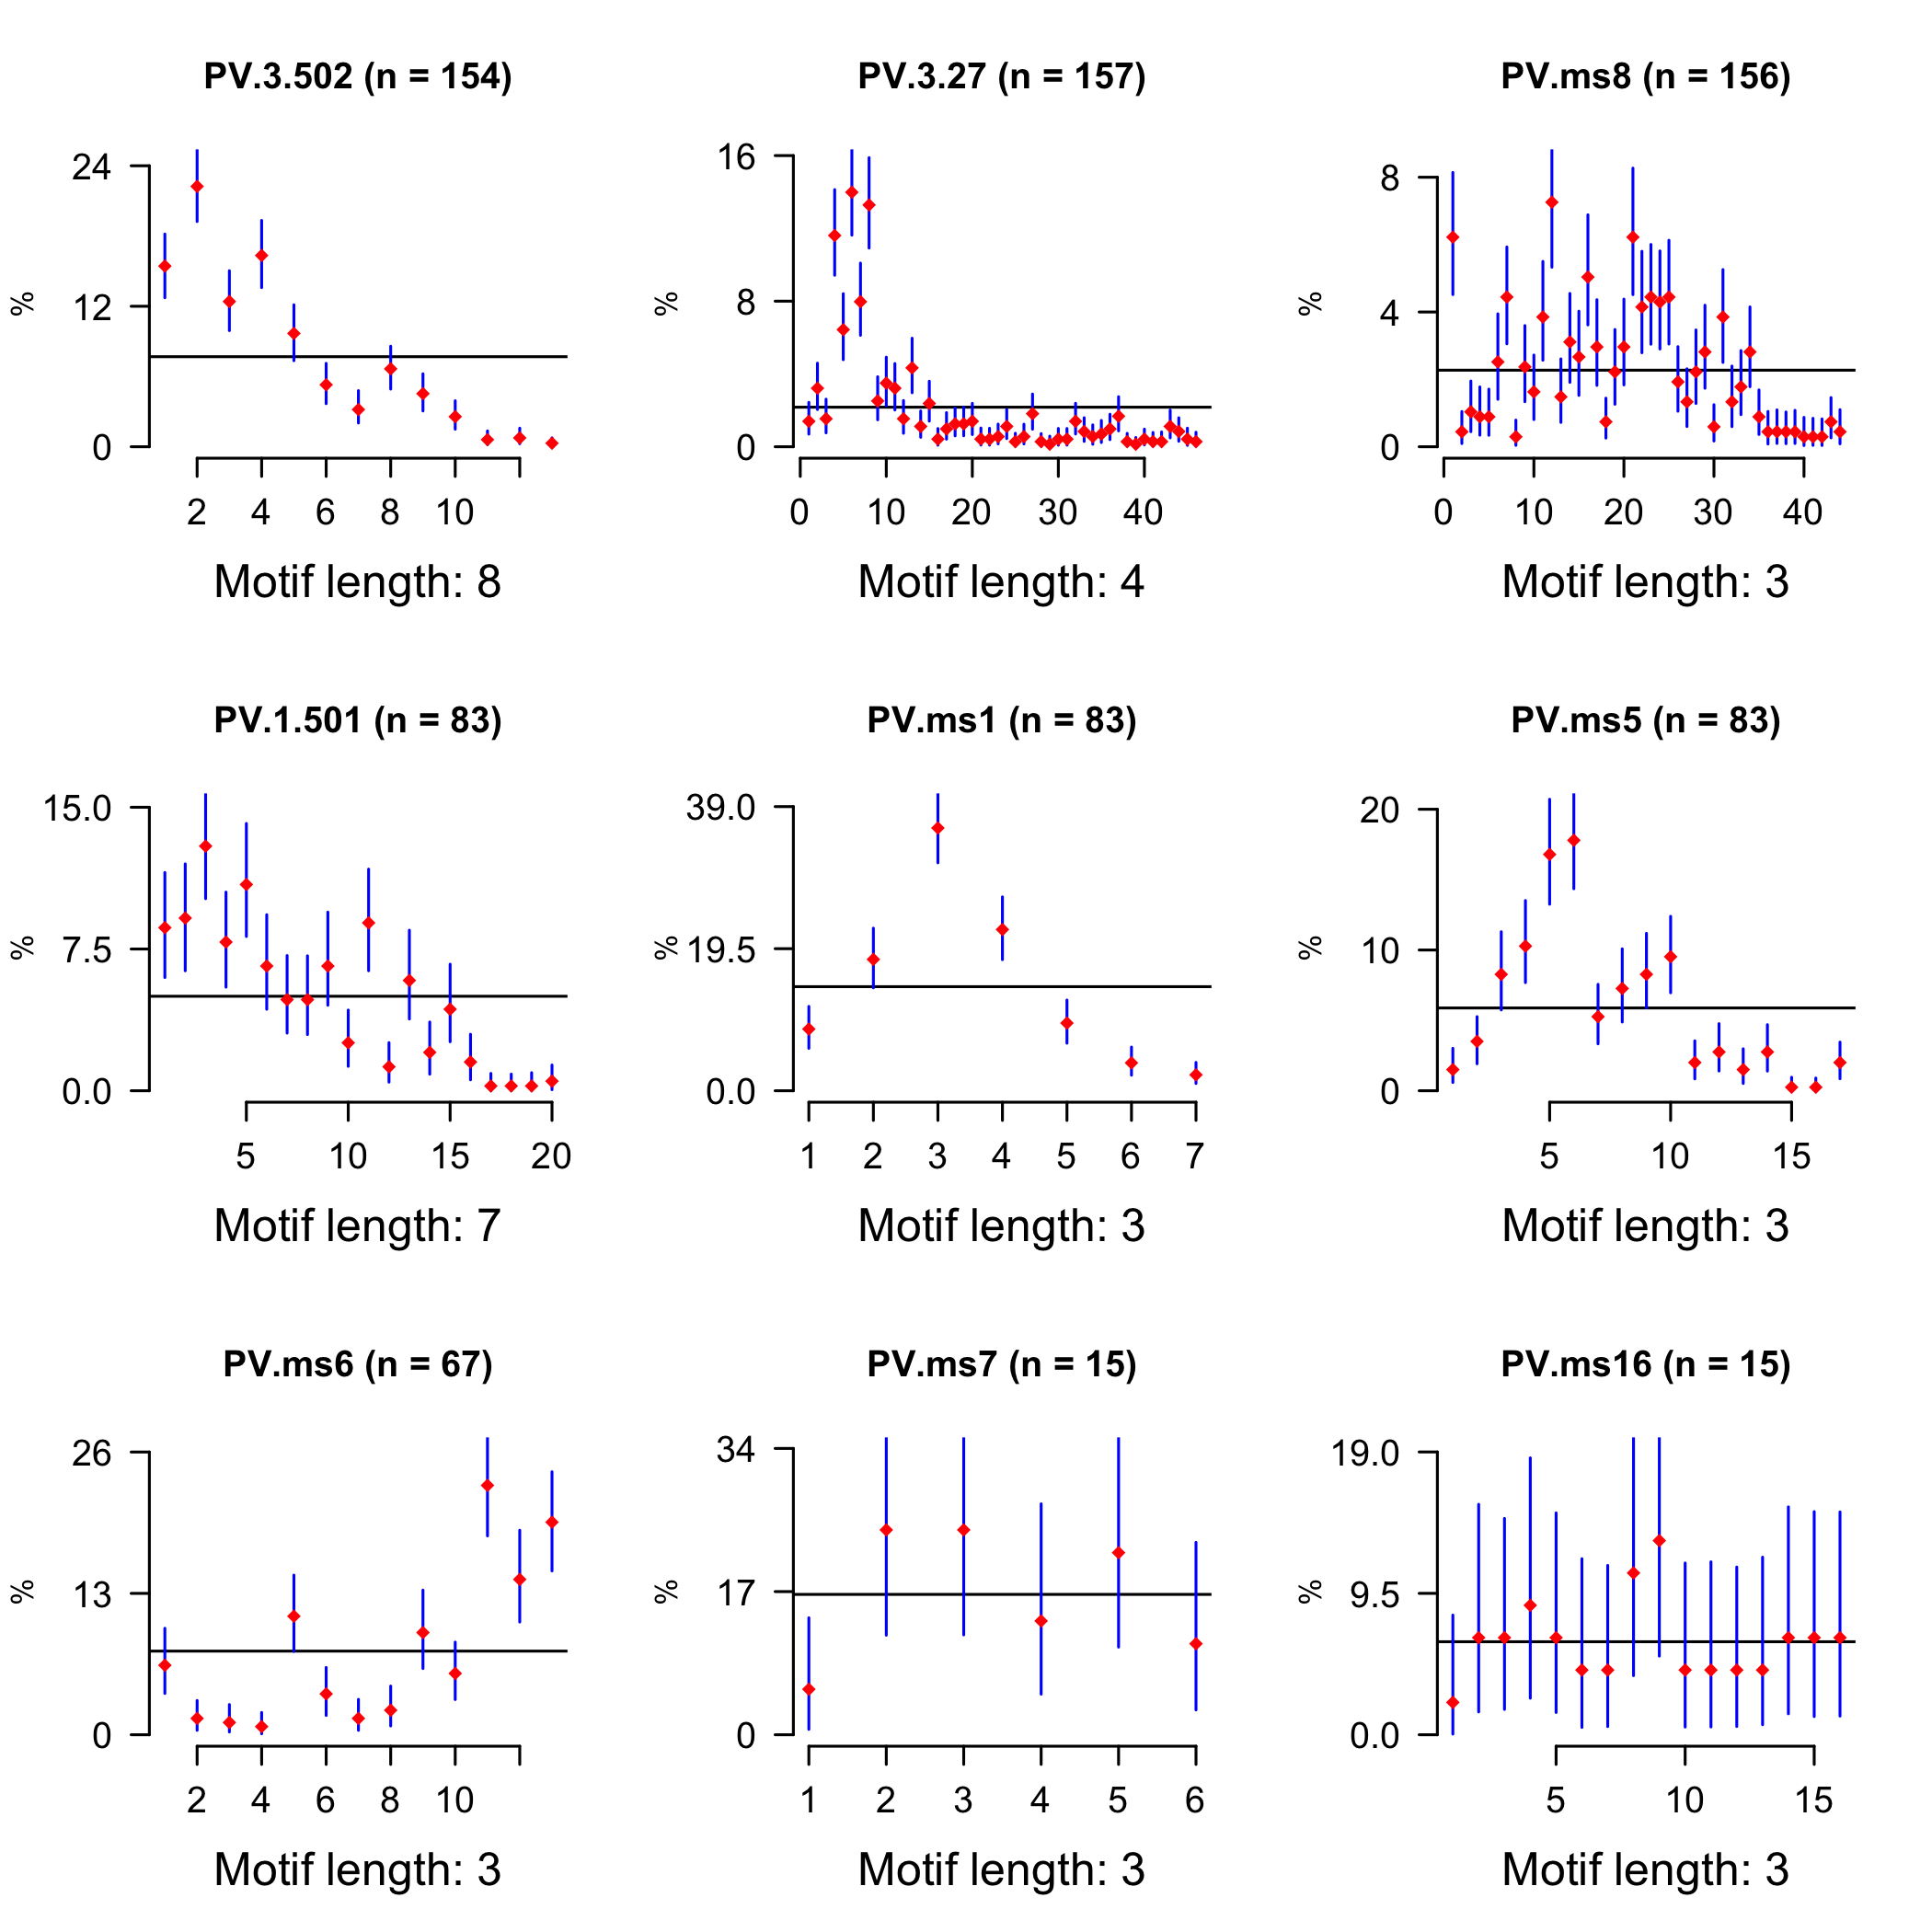 PV.3.502 (n = 154)
%
24
12
0
2 4 6 8 10
Motif length: 8
PV.3.27 (n = 157)
%
16
8
0
0 10 20 30 40
Motif length: 4
PV.ms8 (n = 156)
%
8
4
0
0 10 20 30 40
Motif length: 3
PV.1.501 (n = 83)
%
15.0
7.5
0.0
5 10 15 20
Motif length: 7
PV.ms1 (n = 83)
%
39.0
19.5
0.0
1 2 3 4 5 6 7
Motif length: 3
PV.ms5 (n = 83)
%
20
10
0
5 10 15
Motif length: 3
PV.ms6 (n = 67)
%
26
13
0
2 4 6 8 10
Motif length: 3
PV.ms7 (n = 15)
%
34
17
0
1 2 3 4 5 6
Motif length: 3
PV.ms16 (n = 15)
%
19.0
9.5
0.0
5 10 15
Motif length: 3